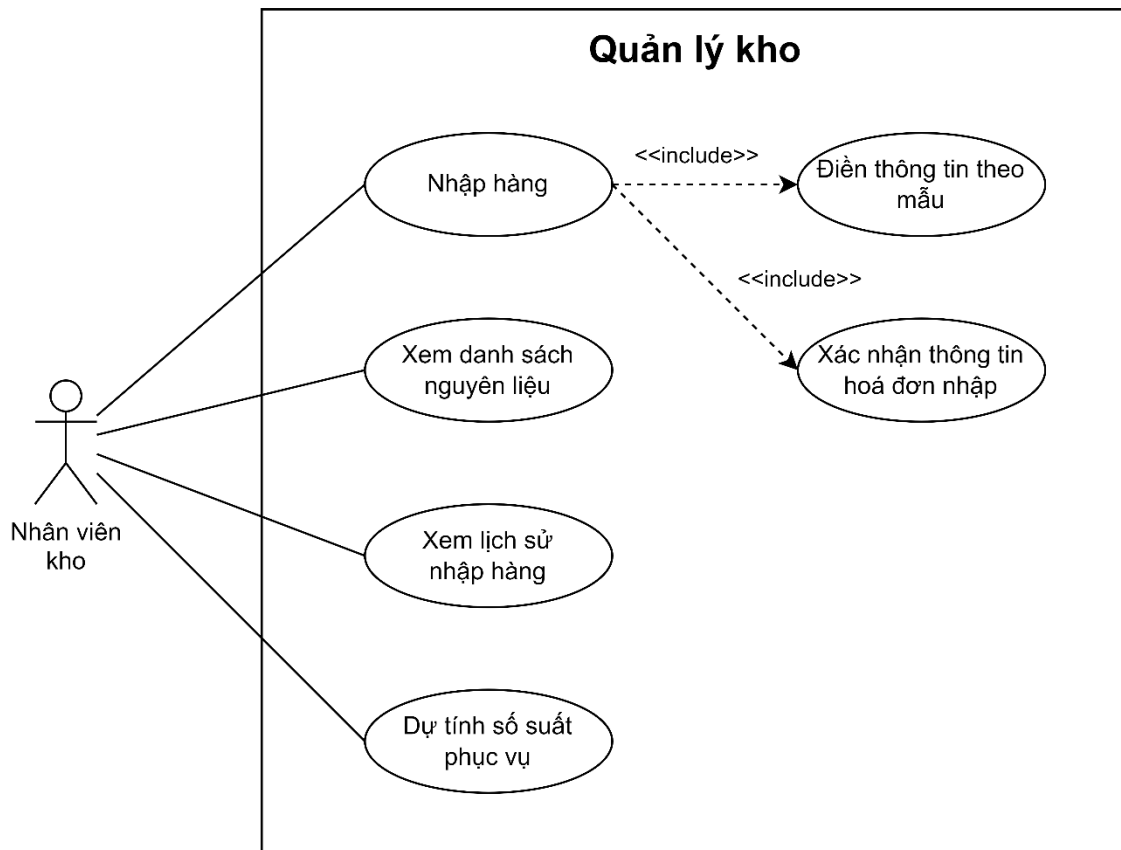 Quản lý kho
Nhập hàng
<<include>>
Điền thông tin theo
mẫu
<<include>>
Xem danh sách
nguyên liệu
Xác nhận thông tin
hoá đơn nhập
Nhân viên
kho
Xem lịch sử
nhập hàng
Dự tính số suất
phục vụ